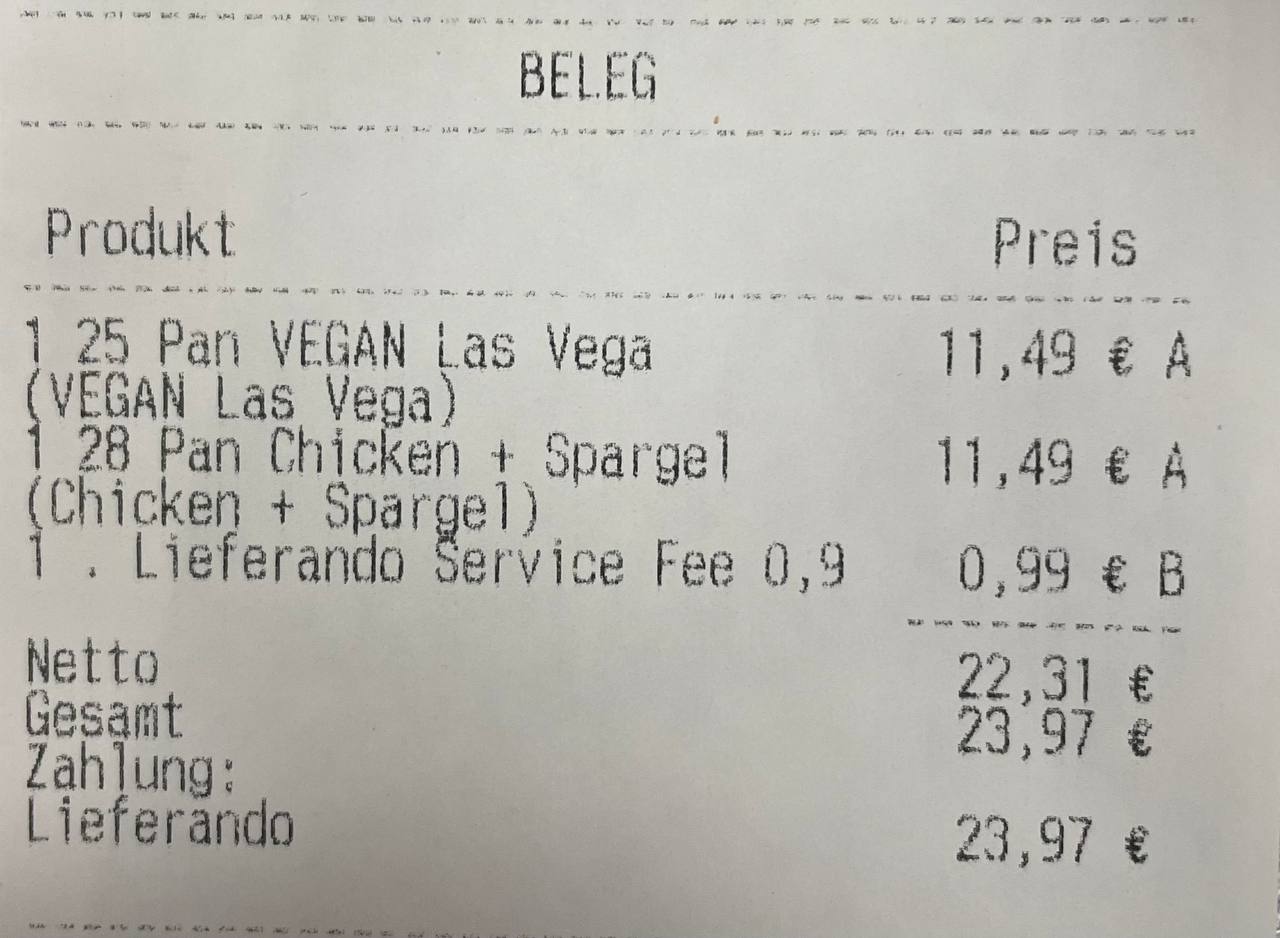 BELEG
Produkt Preis
1 25 Pan VEGAN Las Vega 11,49 € A
(VEGAN Las Vega)
1 28 Pan Chicken + Spargel 11,49 € A
(Chicken + Spargel)
1 . Lieferando Service Fee 0,9 0,99 € B
Netto 22,31 €
Gesamt 23,97 €
Zahlung:
Lieferando 23,97 €